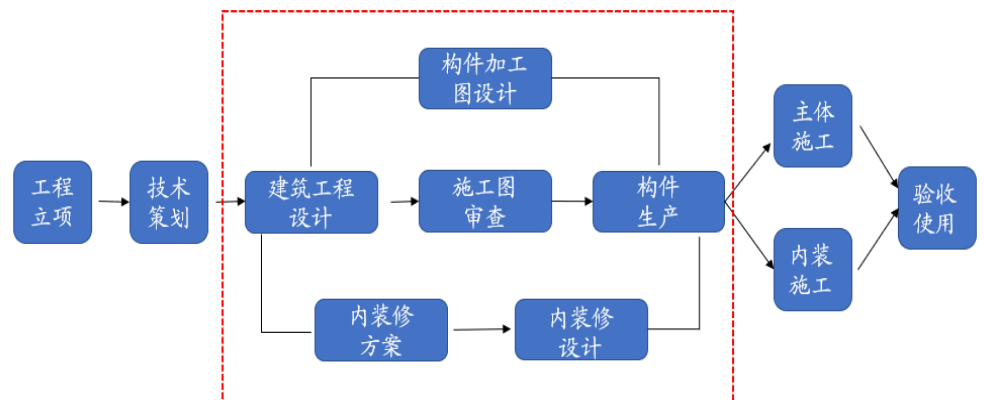 构件加工
图设计
主体
施工
工程
立项
技术
策划
建筑工程
设计
施工图
审查
构件
生产
验收
使用
内装
施工
内装修
方案
内装修
设计